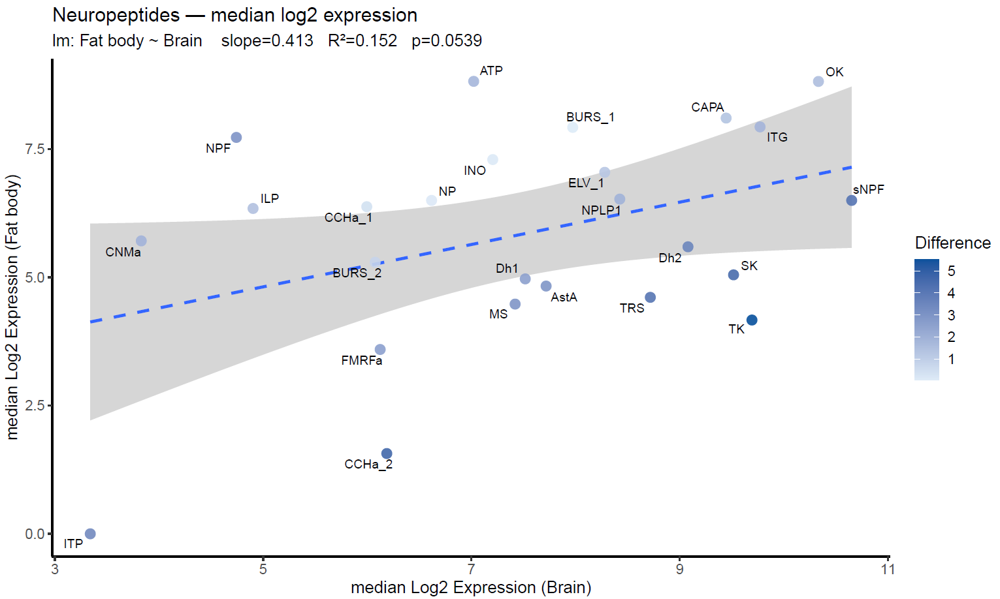 Neuropeptides — median log2 expression
lm: Fat body ~ Brain slope=0.413 R²=0.152 p=0.0539
ATP
OK
CAPA
BURS_1
ITG
NPF
INO
ELV_1
NP
ILP
sNPF
NPLP1
CCHa_1
CNMa
Dh2
SK
Dh1
BURS_2
AstA
TRS
MS
TK
FMRFa
CCHa_2
ITP
7.5
5.0
2.5
0.0
3
5
7
9
11
median Log2 Expression (Brain)
median Log2 Expression (Fat body)
Difference
5
4
3
2
1